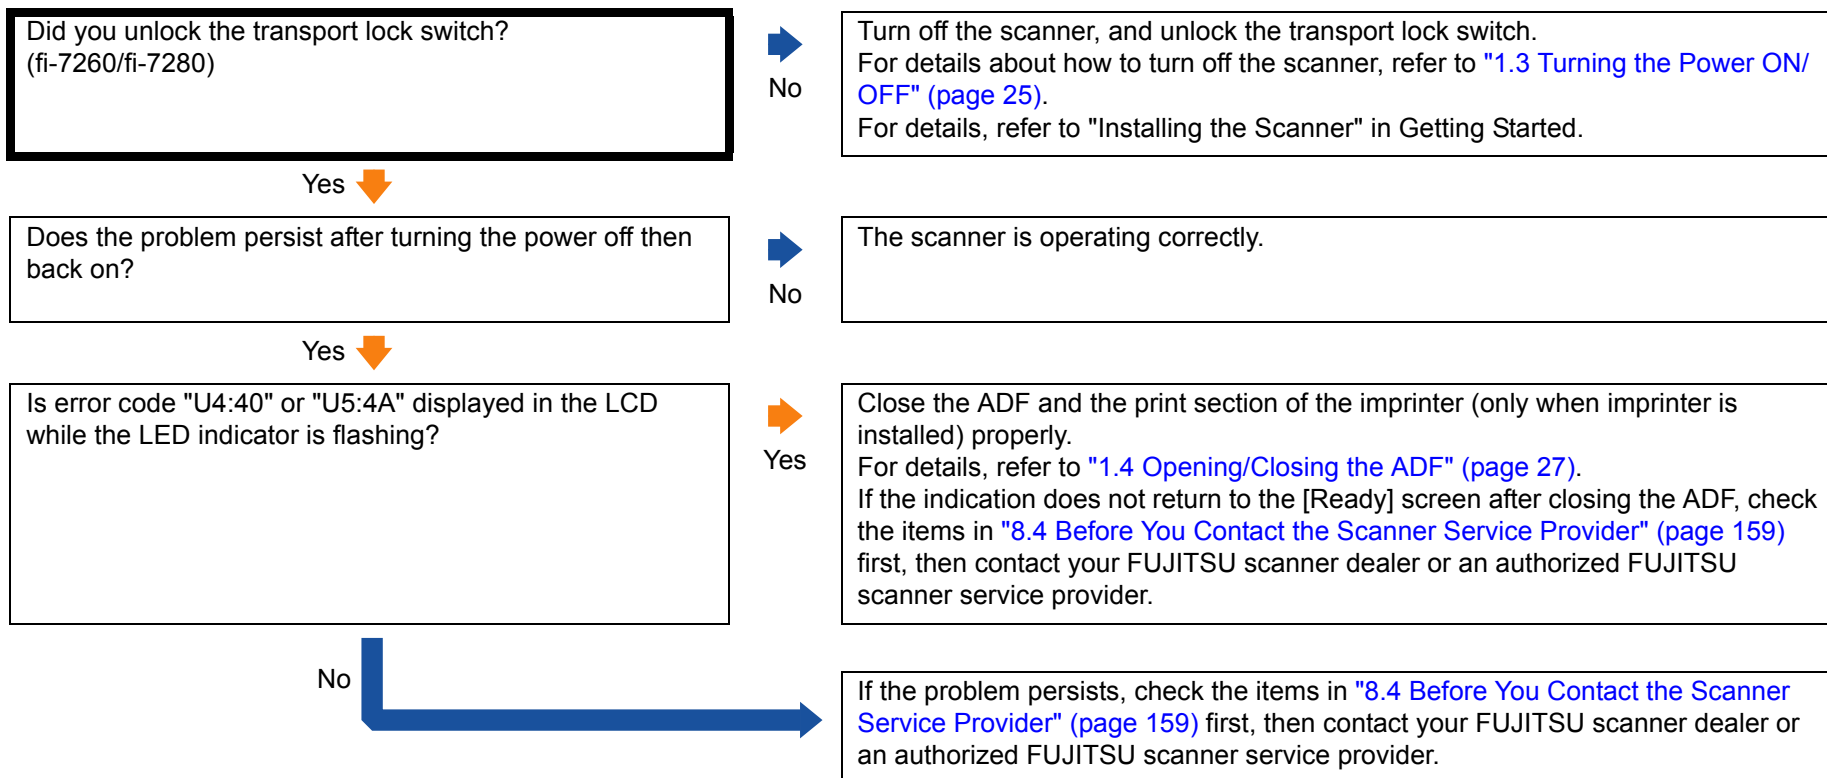 Did you unlock the transport lock switch?
(fi-7260/fi-7280)
No
Turn off the scanner, and unlock the transport lock switch.
For details about how to turn off the scanner, refer to "1.3 Turning the Power ON/
OFF" (page 25).
For details, refer to "Installing the Scanner" in Getting Started.
Yes
Does the problem persist after turning the power off then
back on?
No
The scanner is operating correctly.
Yes
Is error code "U4:40" or "U5:4A" displayed in the LCD
while the LED indicator is flashing?
Yes
Close the ADF and the print section of the imprinter (only when imprinter is
installed) properly.
For details, refer to "1.4 Opening/Closing the ADF" (page 27).
If the indication does not return to the [Ready] screen after closing the ADF, check
the items in "8.4 Before You Contact the Scanner Service Provider" (page 159)
first, then contact your FUJITSU scanner dealer or an authorized FUJITSU
scanner service provider.
No
If the problem persists, check the items in "8.4 Before You Contact the Scanner
Service Provider" (page 159) first, then contact your FUJITSU scanner dealer or
an authorized FUJITSU scanner service provider.